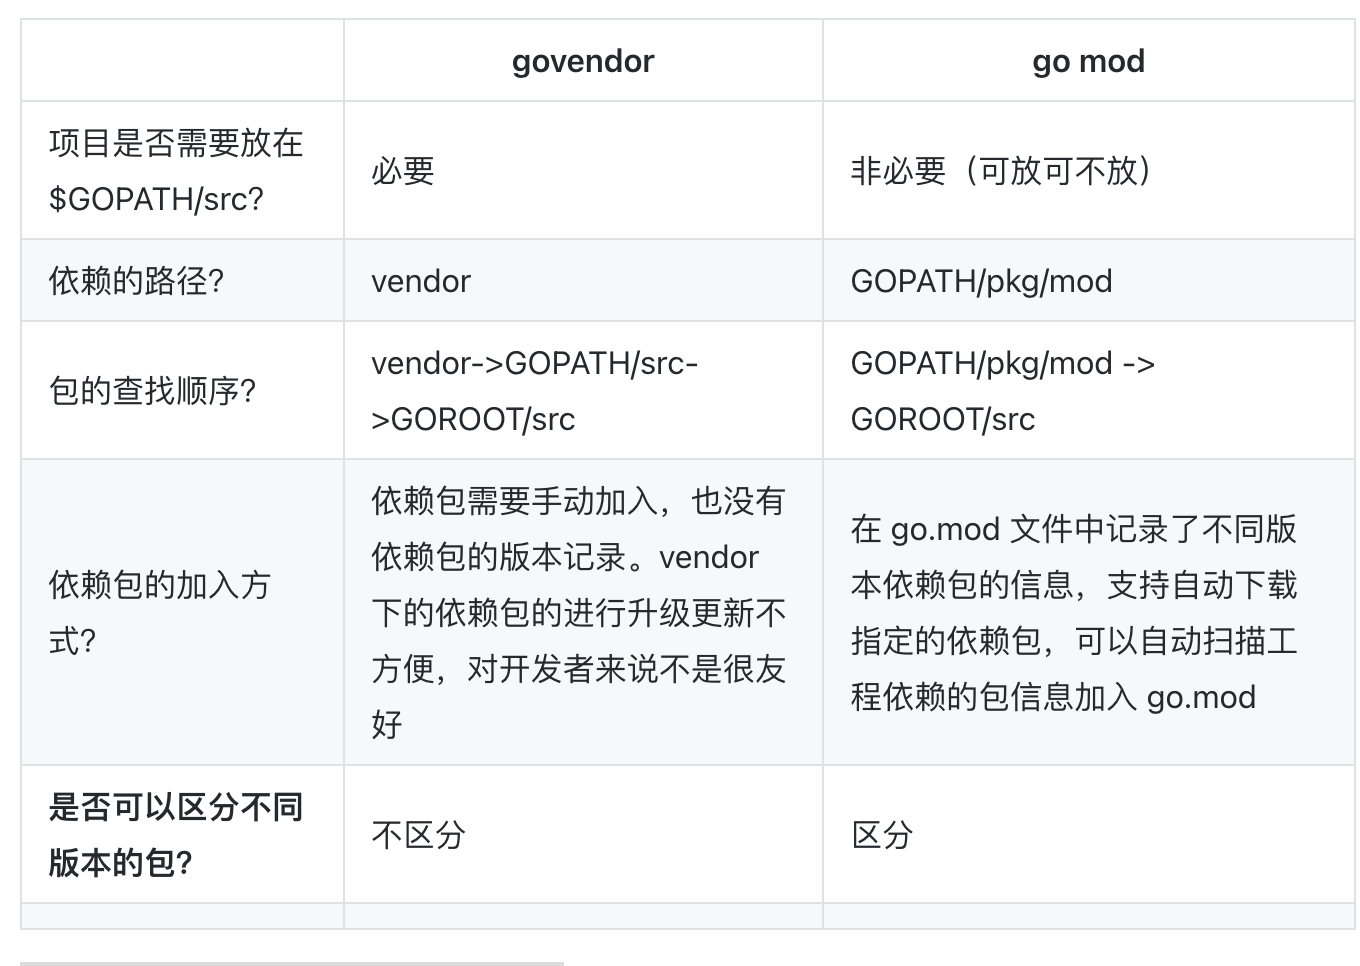 govendor
go mod
项目是否需要放在
$GOPATH/src?
必要
非必要（可放可不放）
依赖的路径?
vendor
GOPATH/pkg/mod
包的查找顺序?
vendor->GOPATH/src-
>GOROOT/src
GOPATH/pkg/mod ->
GOROOT/src
依赖包的加入方
式?
依赖包需要手动加入，也没有
依赖包的版本记录。vendor
下的依赖包的进行升级更新不
方便，对开发者来说不是很友
好
在 go.mod 文件中记录了不同版
本依赖包的信息，支持自动下载
指定的依赖包，可以自动扫描工
程依赖的包信息加入 go.mod
是否可以区分不同
版本的包?
不区分
区分